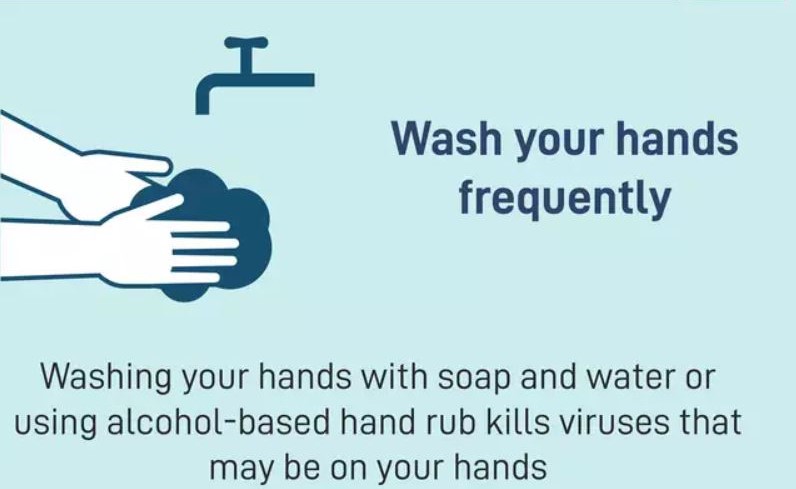 Wash your hands
frequently
Washing your hands with soap and water or
using alcohol-based hand rub kills viruses that
may be on your hands